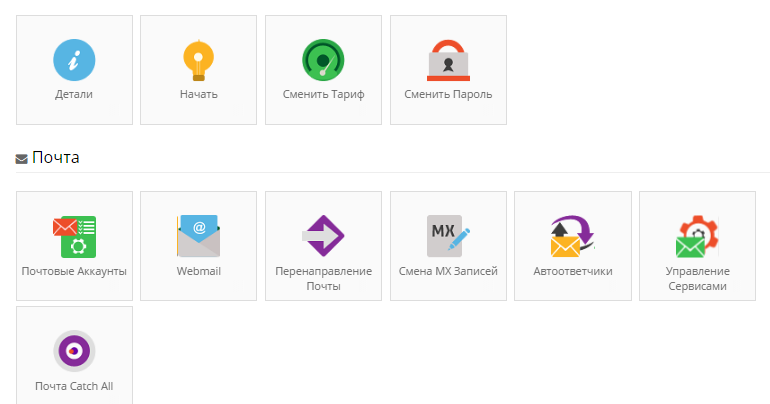 Детали
Начать
Сменить Тариф
Сменить Пароль
Почта
Почтовые Аккаунты
@
Webmail
Перенаправление
Почты
MX
Смена MX Записей
Автоответчики
Управление
Сервисами
Почта Catch All